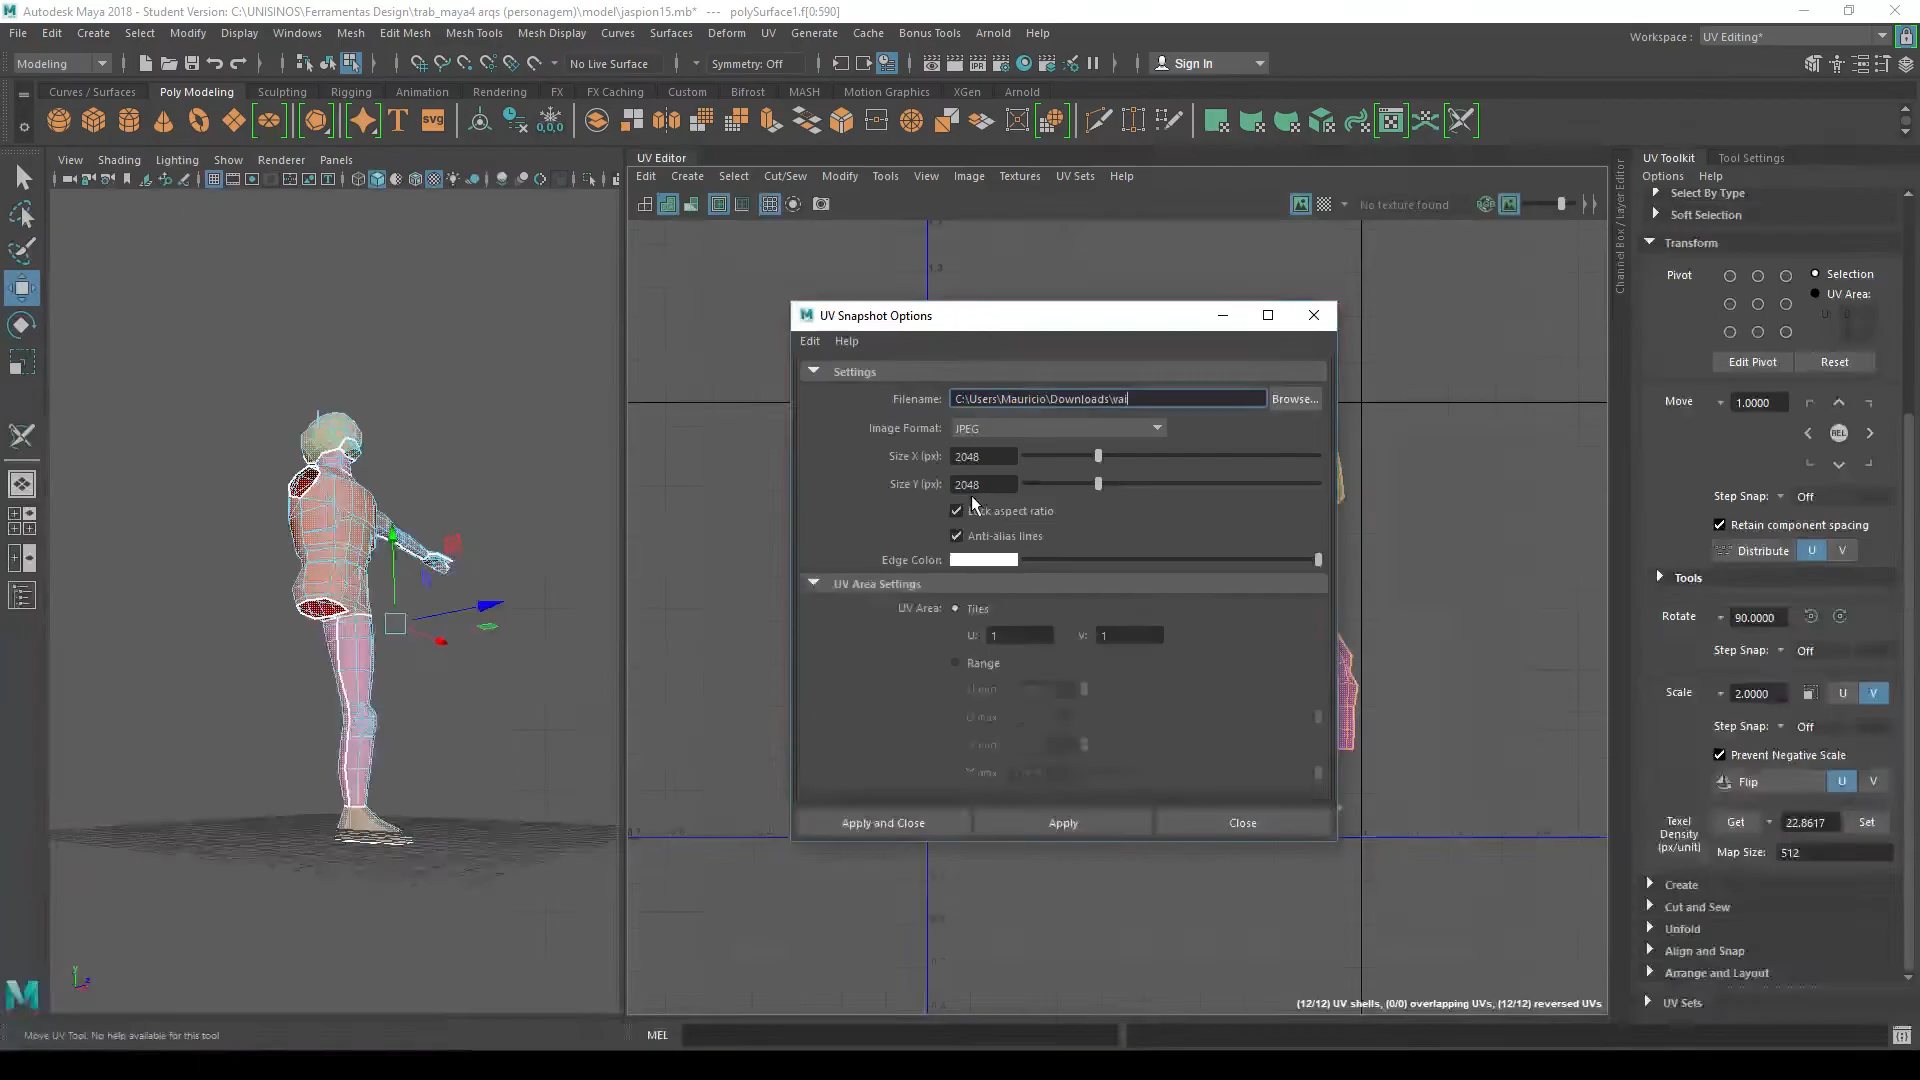 Autodesk Maya 2018 - Student Version: C:\UNISINOS\Ferramentas Design\trab_maya4 arqs (personagem)\model\jaspion15.mb* --- polySurface1.f[0:590]
File Edit Create Select Modify Display Windows Mesh Edit Mesh Mesh Tools Mesh Display Curves Surfaces Deform UV Generate Cache Bonus Tools Arnold Help
Workspace : UV Editing*
Modeling
No Live Surface
Symmetry: Off
Sign In
Curves / Surfaces Poly Modeling Sculpting Rigging Animation Rendering FX FX Caching Custom Bifrost MASH Motion Graphics XGen Arnold
T svg
0,0,0
View Shading Lighting Show Renderer Panels
UV Editor
Edit Create Select Cut/Sew Modify Tools View Image Textures UV Sets Help
No texture found
UV Snapshot Options
Edit Help
Settings
Filename: C:\Users\Mauricio\Downloads\vai
Browse...
Image Format: JPEG
Size X (px): 2048
Size Y (px): 2048
aspect ratio
Anti-alias lines
Edge Color:
UV Area Settings
UV Area: Tiles
U: 1 V: 1
Range
Apply and Close Apply Close
(12/12) UV shells, (0/0) overlapping UVs, (12/12) reversed UVs
Channel Box / Layer Editor
UV Toolkit Tool Settings
Options Help
Select By Type
Soft Selection
Transform
Pivot Selection
UV Area:
Edit Pivot Reset
Move 1.0000
REL
Step Snap: Off
Retain component spacing
Distribute U V
Tools
Rotate 90.0000
Step Snap: Off
Scale 2.0000 U V
Step Snap: Off
Prevent Negative Scale
Flip U V
Texel Density (px/unit) Get 22.8617 Set
Map Size: 512
Create
Cut and Sew
Unfold
Align and Snap
Arrange and Layout
UV Sets
Move UV Tool. No help available for this tool
MEL